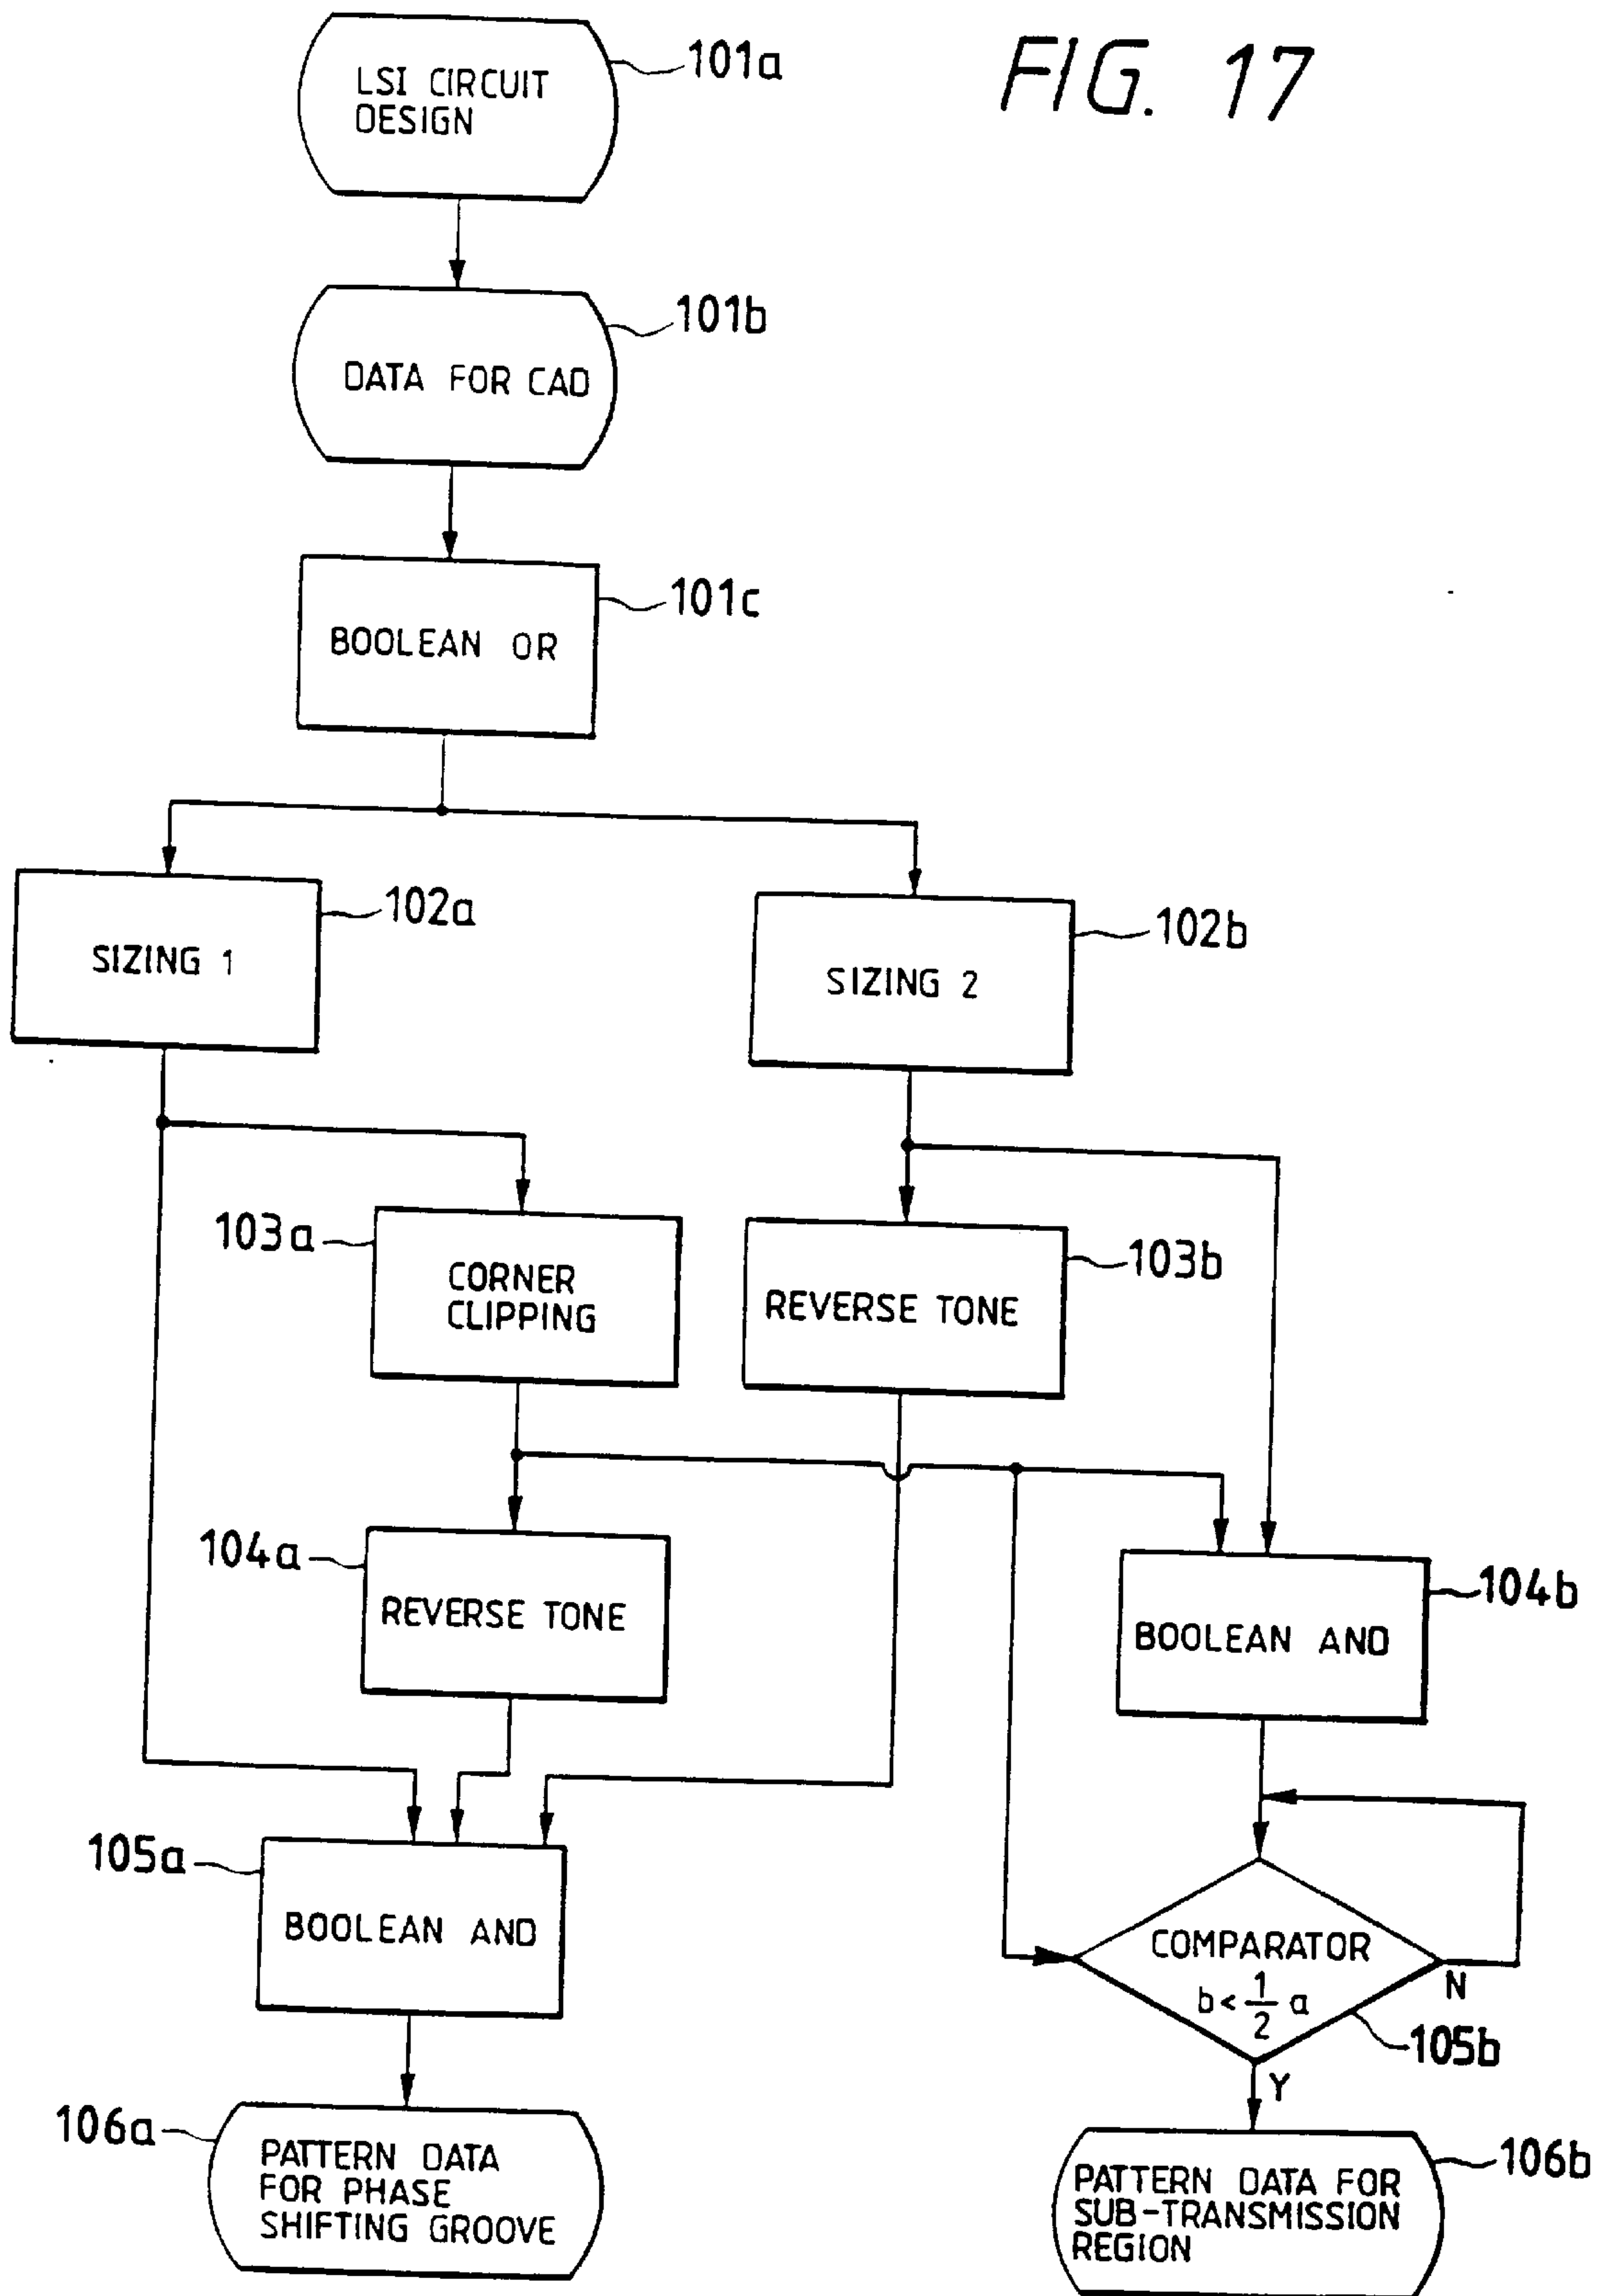 FIG. 17
101a
LSI CIRCUIT
DESIGN
101b
DATA FOR CAD
101c
BOOLEAN OR
102a
SIZING 1
102b
SIZING 2
103a
CORNER
CLIPPING
103b
REVERSE TONE
104a
REVERSE TONE
104b
BOOLEAN AND
105a
BOOLEAN AND
COMPARATOR
b < 1/2 a
N
105b
Y
106a
PATTERN DATA
FOR PHASE
SHIFTING GROOVE
106b
PATTERN DATA FOR
SUB-TRANSMISSION
REGION